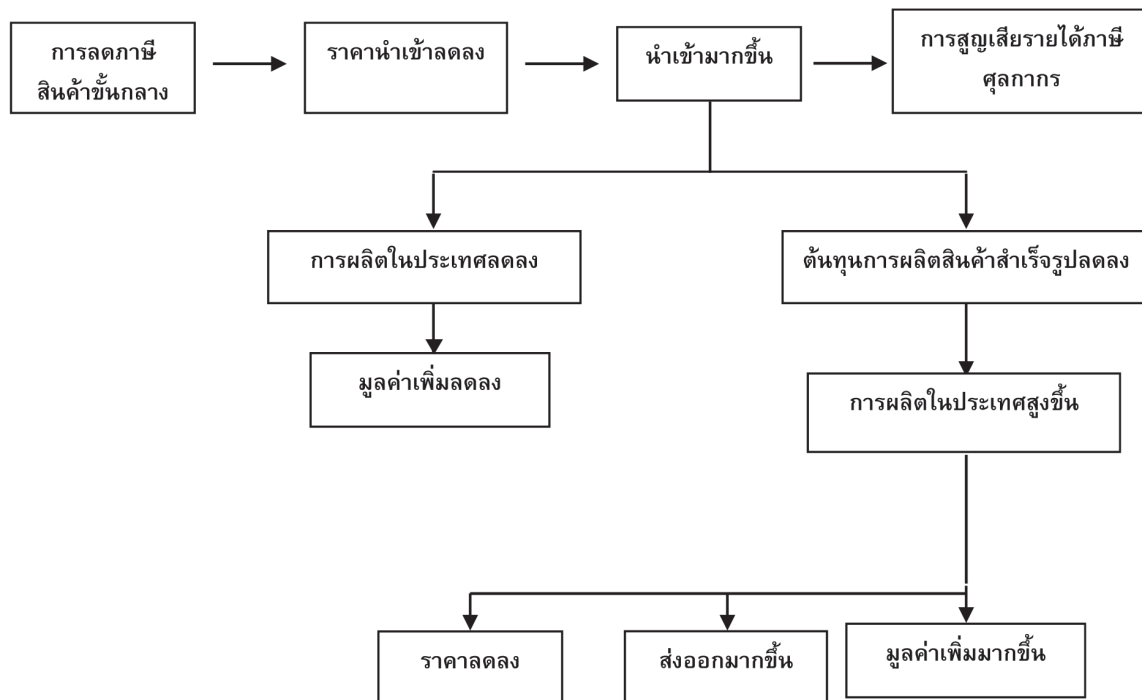 การลดภาษี
สินค้าขั้นกลาง
ราคานำเข้าลดลง
นำเข้ามากขึ้น
การสูญเสียรายได้ภาษี
ศุลกากร
การผลิตในประเทศลดลง
ต้นทุนการผลิตสินค้าสำเร็จรูปลดลง
มูลค่าเพิ่มลดลง
การผลิตในประเทศสูงขึ้น
ราคาลดลง
ส่งออกมากขึ้น
มูลค่าเพิ่มมากขึ้น